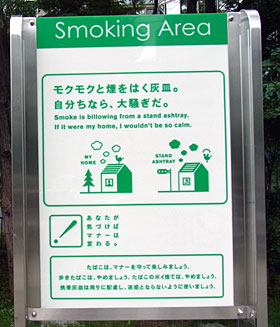 Smoking Area
モクモクと煙をはく灰皿。
自分ちなら、大騒ぎだ。
Smoke is billowing from a stand ashtray.
If it were my home, I wouldn't be so calm.
MY
HOME
STAND
ASHTRAY
あなたが
気づけば
マナーは
変わる。
たばこは、マナーを守って楽しみましょう。
歩きたばこは、やめましょう。たばこのポイ捨ては、やめましょう。
携帯灰皿は周りに配慮し、迷惑とならないように使いましょう。